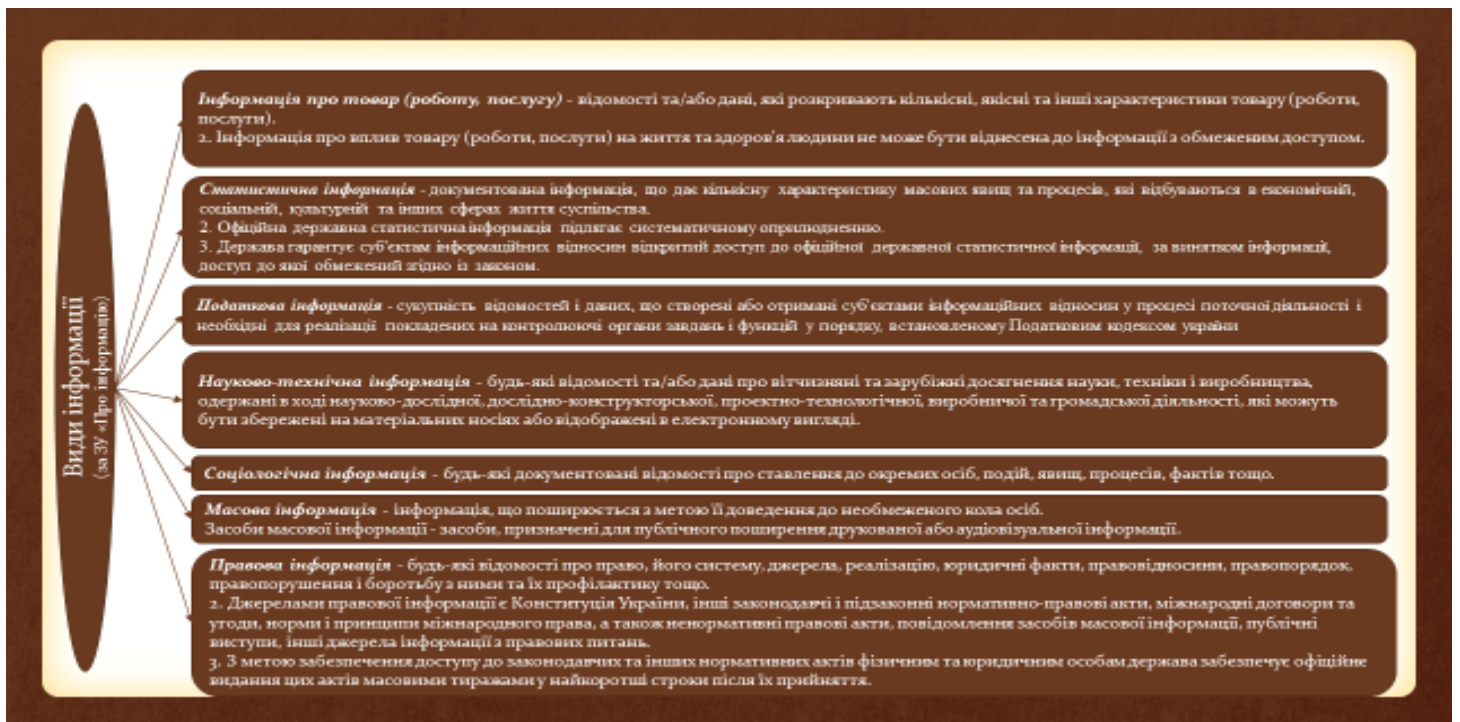 Види інформації
(за ЗУ «Про інформацію)
Інформація про товар (роботу, послугу) - відомості та/або дані, які розкривають кількісні, якісні та інші характеристики товару (роботи,
послуги).
2. Інформація про вплив товару (роботи, послуги) на життя та здоров'я людини не може бути віднесена до інформації з обмеженим доступом.
Статистична інформація - документована інформація, що дає кількісну характеристику масових явищ та процесів, які відбуваються в економічній,
соціальній, культурній та інших сферах життя суспільства.
2. Офіційна державна статистична інформація підлягає систематичному оприлюдненню.
3. Держава гарантує суб'єктам інформаційних відносин відкритий доступ до офіційної державної статистичної інформації, за винятком інформації,
доступ до якої обмежений згідно із законом.
Податкова інформація - сукупність відомостей і даних, що створені або отримані суб'єктами інформаційних відносин у процесі поточної діяльності і
необхідні для реалізації покладених на контролюючі органи завдань і функцій у порядку, встановленому Податковим кодексом україни
Науково-технічна інформація - будь-які відомості та/або дані про вітчизняні та зарубіжні досягнення науки, техніки і виробництва,
одержані в ході науково-дослідної, дослідно-конструкторської, проектно-технологічної, виробничої та громадської діяльності, які можуть
бути збережені на матеріальних носіях або відображені в електронному вигляді.
Соціологічна інформація - будь-які документовані відомості про ставлення до окремих осіб, подій, явищ, процесів, фактів тощо.
Масова інформація - інформація, що поширюється з метою її доведення до необмеженого кола осіб.
Засоби масової інформації - засоби, призначені для публічного поширення друкованої або аудіовізуальної інформації.
Правова інформація - будь-які відомості про право, його систему, джерела, реалізацію, юридичні факти, правовідносини, правопорядок,
правопорушення і боротьбу з ними та їх профілактику тощо.
2. Джерелами правової інформації є Конституція України, інші законодавчі і підзаконні нормативно-правові акти, міжнародні договори та
угоди, норми і принципи міжнародного права, а також ненормативні правові акти, повідомлення засобів масової інформації, публічні
виступи, інші джерела інформації з правових питань.
3. З метою забезпечення доступу до законодавчих та інших нормативних актів фізичним та юридичним особам держава забезпечує офіційне
видання цих актів масовими тиражами у найкоротші строки після їх прийняття.